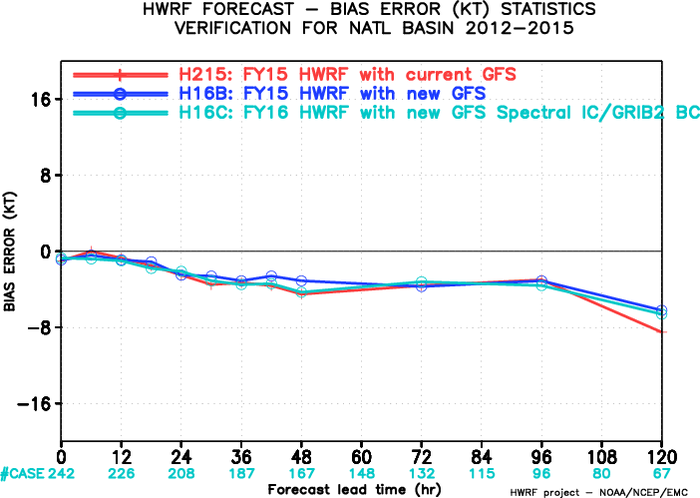 HWRF FORECAST − BIAS ERROR (KT) STATISTICS
VERIFICATION FOR NATL BASIN 2012−2015
H215: FY15 HWRF with current GFS
H16B: FY15 HWRF with new GFS
H16C: FY16 HWRF with new GFS Spectral IC/GRIB2 BC
BIAS ERROR (KT)
16
8
0
−8
−16
0 12 24 36 48 60 72 84 96 108 120
#CASE 242 226 208 187 167 148 132 115 96 80 67
Forecast lead time (hr)
HWRF project − NOAA/NCEP/EMC